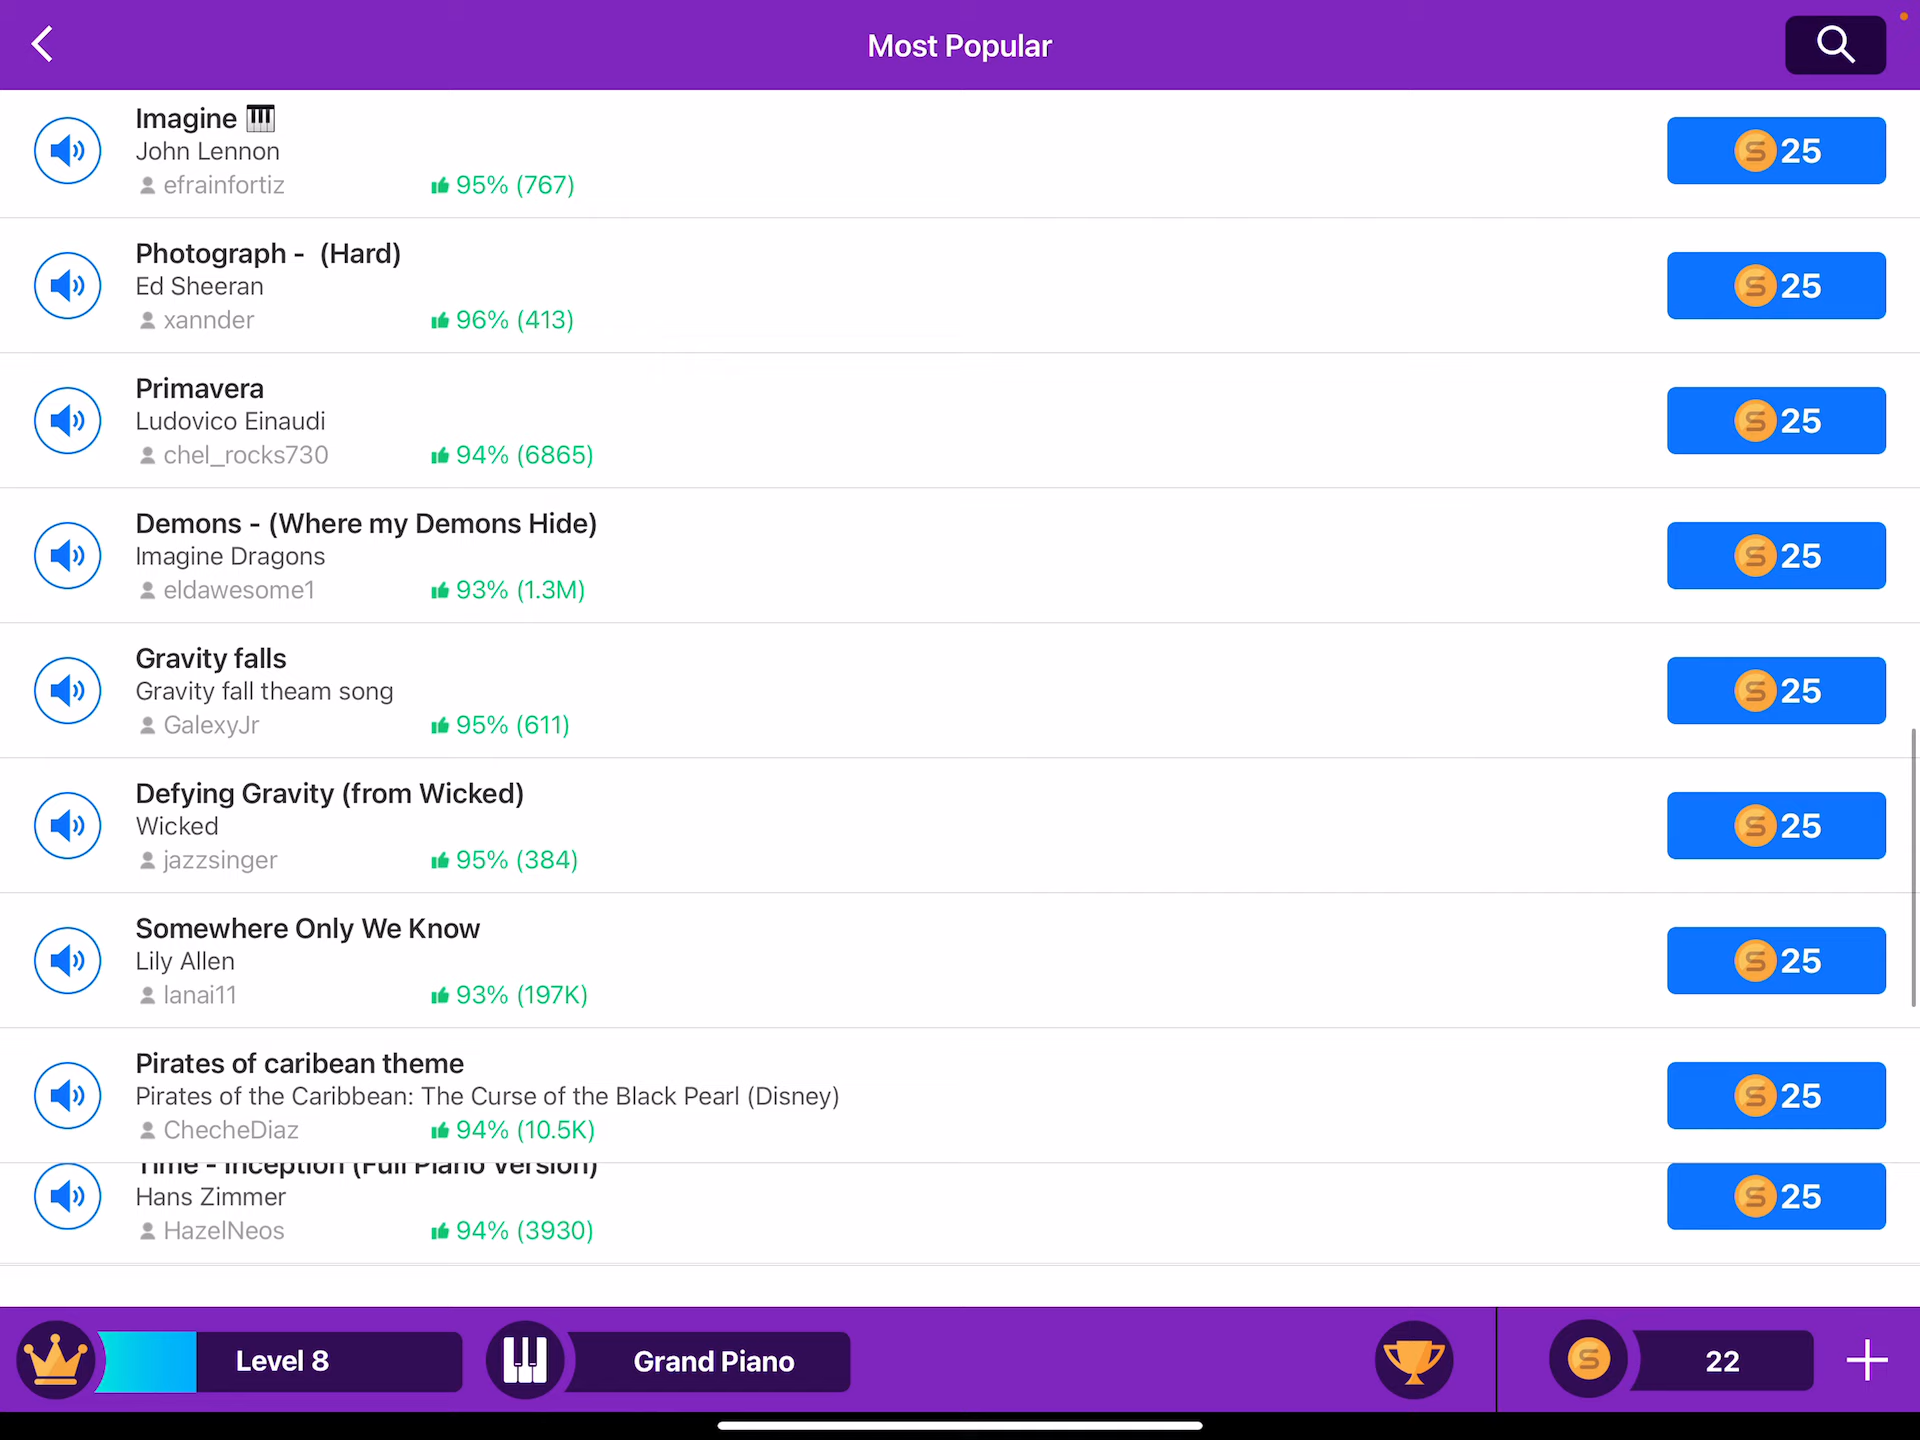 Most Popular
Imagine 🎹
John Lennon
efrainfortiz
95% (767)
S 25
Photograph -  (Hard)
Ed Sheeran
xannder
96% (413)
S 25
Primavera
Ludovico Einaudi
chel_rocks730
94% (6865)
S 25
Demons - (Where my Demons Hide)
Imagine Dragons
eldawesome1
93% (1.3M)
S 25
Gravity falls
Gravity fall theam song
GalexyJr
95% (611)
S 25
Defying Gravity (from Wicked)
Wicked
jazzsinger
95% (384)
S 25
Somewhere Only We Know
Lily Allen
lanai11
93% (197K)
S 25
Pirates of caribean theme
Pirates of the Caribbean: The Curse of the Black Pearl (Disney)
ChecheDiaz
94% (10.5K)
S 25
Time - Inception (Full Piano Version)
Hans Zimmer
HazelNeos
94% (3930)
S 25
Level 8
Grand Piano
S 22